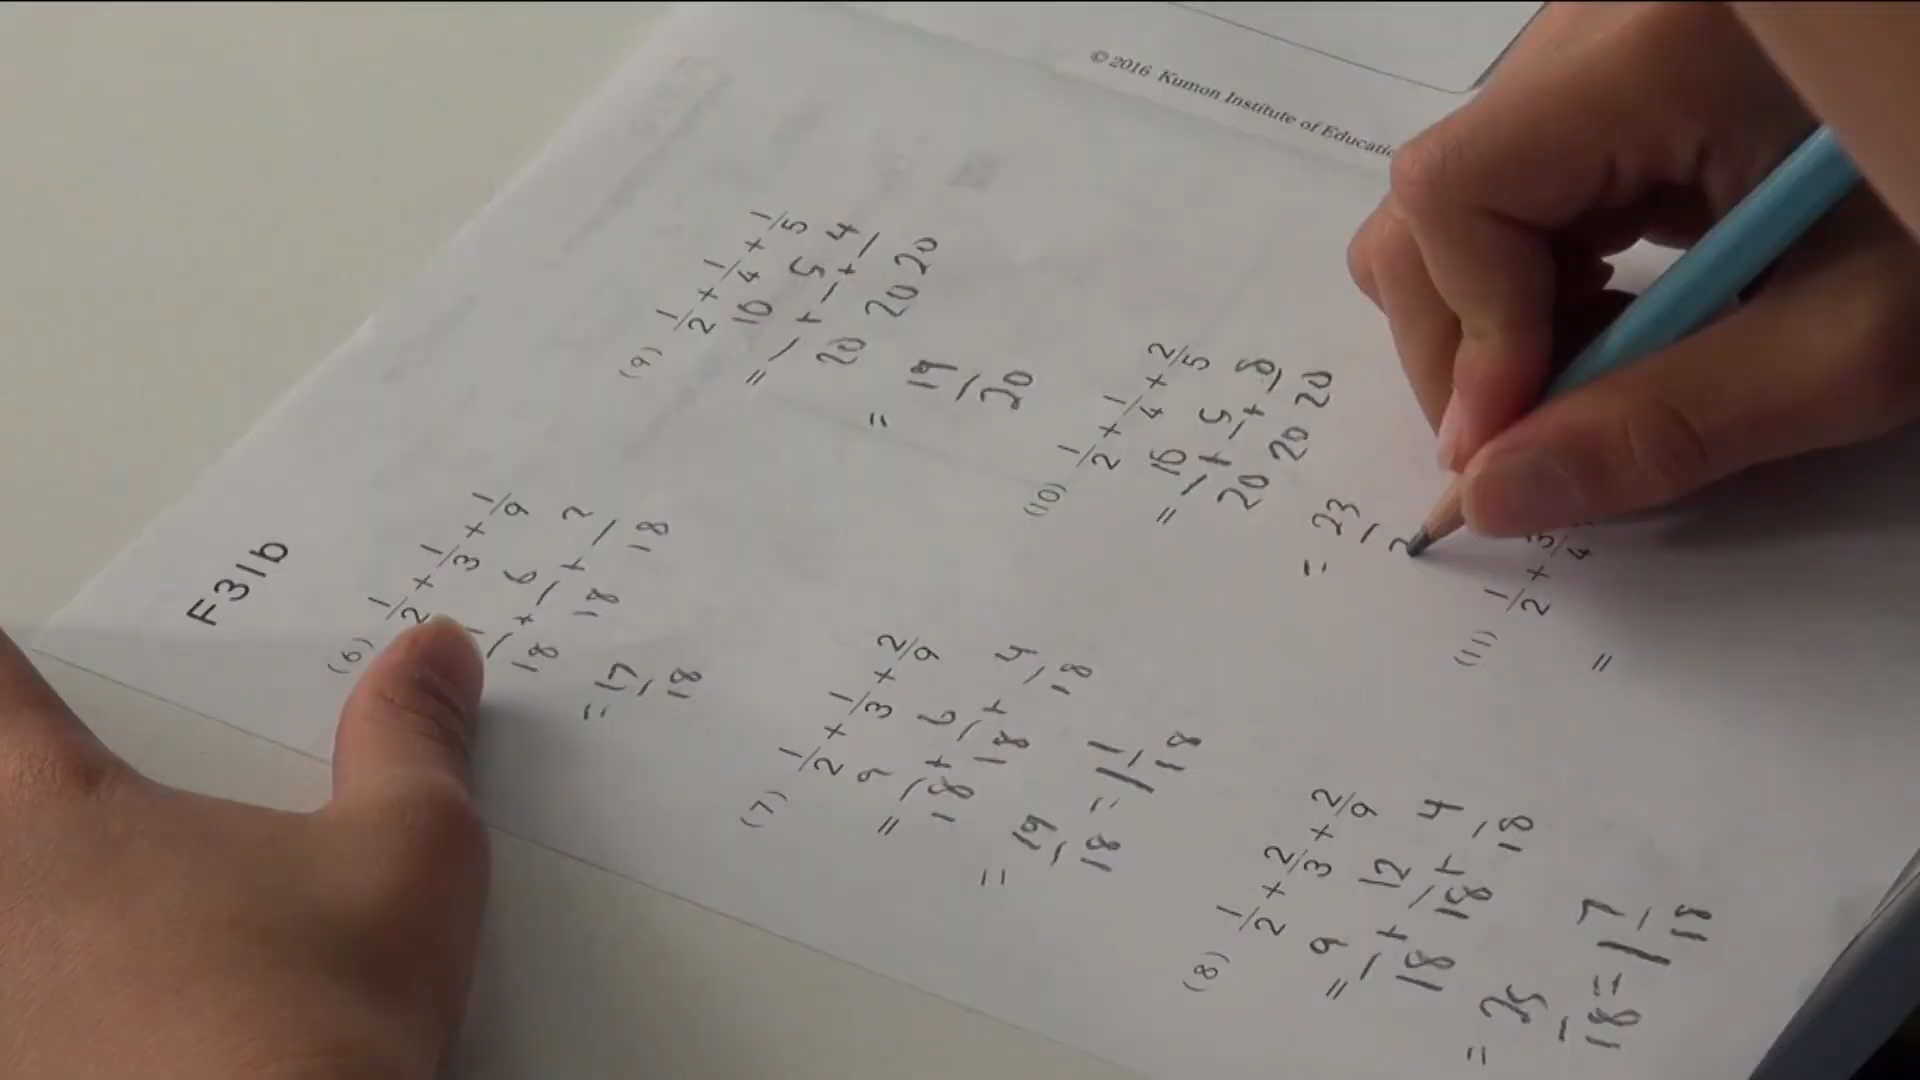 © 2016 Kumon Institute of Educatio
F 31b
(6) 1/2 + 1/3 + 1/9
/18 + 6/18 + 2/18
= 17/18
(7) 1/2 + 1/3 + 2/9
= 9/18 + 6/18 + 4/18
= 19/18 = 1 1/18
(8) 1/2 + 2/3 + 2/9
= 9/18 + 12/18 + 4/18
= 25/18 = 1 7/18
(9) 1/2 + 1/4 + 1/5
= 10/20 + 5/20 + 4/20
= 19/20
(10) 1/2 + 1/4 + 2/5
= 10/20 + 5/20 + 8/20
= 23/2
(11) 1/2 + 3/4
=